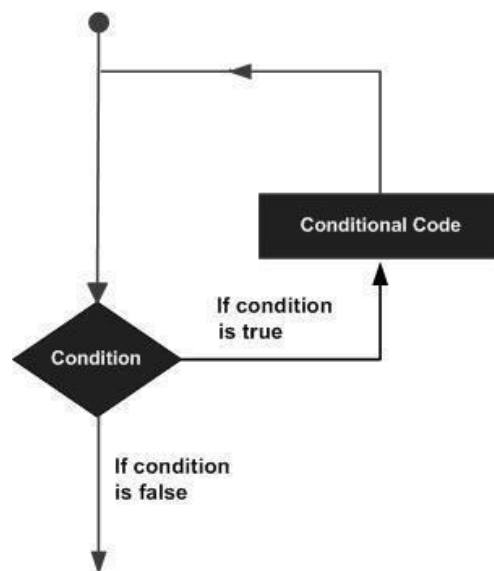 Conditional Code
If condition
is true
Condition
If condition
is false